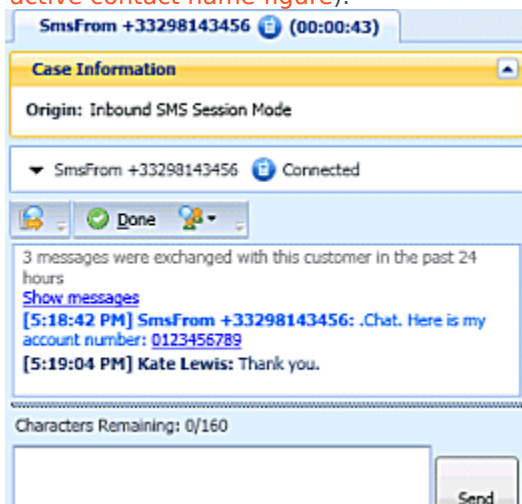 active contact name figure).
SmsFrom +33298143456 (00:00:43)
Case Information
Origin: Inbound SMS Session Mode
SmsFrom +33298143456 Connected
Done
3 messages were exchanged with this customer in the past 24
hours
Show messages
[5:18:42 PM] SmsFrom +33298143456: .Chat. Here is my
account number: 0123456789
[5:19:04 PM] Kate Lewis: Thank you.
Characters Remaining: 0/160
Send